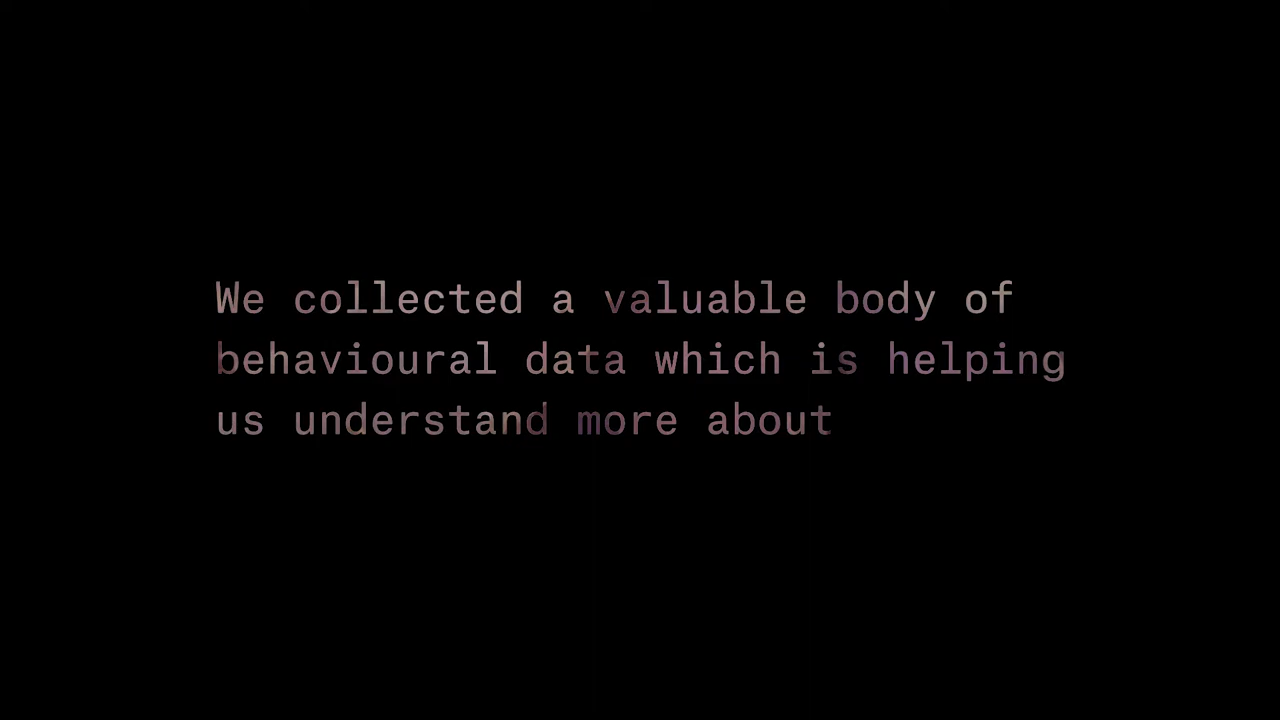 We collected a valuable body of
behavioural data which is helping
us understand more about